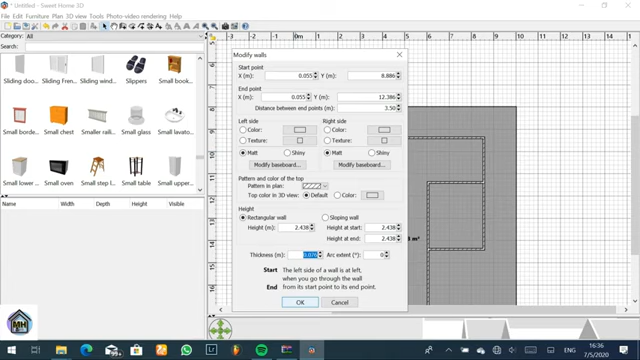 * Untitled - Sweet Home 3D
File Edit Furniture Plan 3D view Tools Photo-video rendering Help
Category: All
Search:
Sliding door... Sliding Fren... Sliding wind... Slippers Small book...
Small border... Small chest Smaller raili... Small glass Small lavato...
Small lower ... Small oven Small step l... Small table Small upper...
Name Width Depth Height Visible
Modify walls
Start point
X (m): 0.055 Y (m): 8.886
End point
X (m): 0.055 Y (m): 12.386
Distance between end points (m): 3.50
Left side Right side
Color: Color:
Texture: Texture:
Matt Shiny Matt Shiny
Modify baseboard... Modify baseboard...
Pattern and color of the top
Pattern in plan:
Top color in 3D view: Default Color:
Height
Rectangular wall Sloping wall
Height (m): 2.438 Height at start: 2.438
Height at end: 2.438
Thickness (m): 0.076 Arc extent (°): 0
Start The left side of a wall is at left,
when you go through the wall
End from its start point to its end point.
OK Cancel
MH
99+
ENG
16:36
7/5/2020